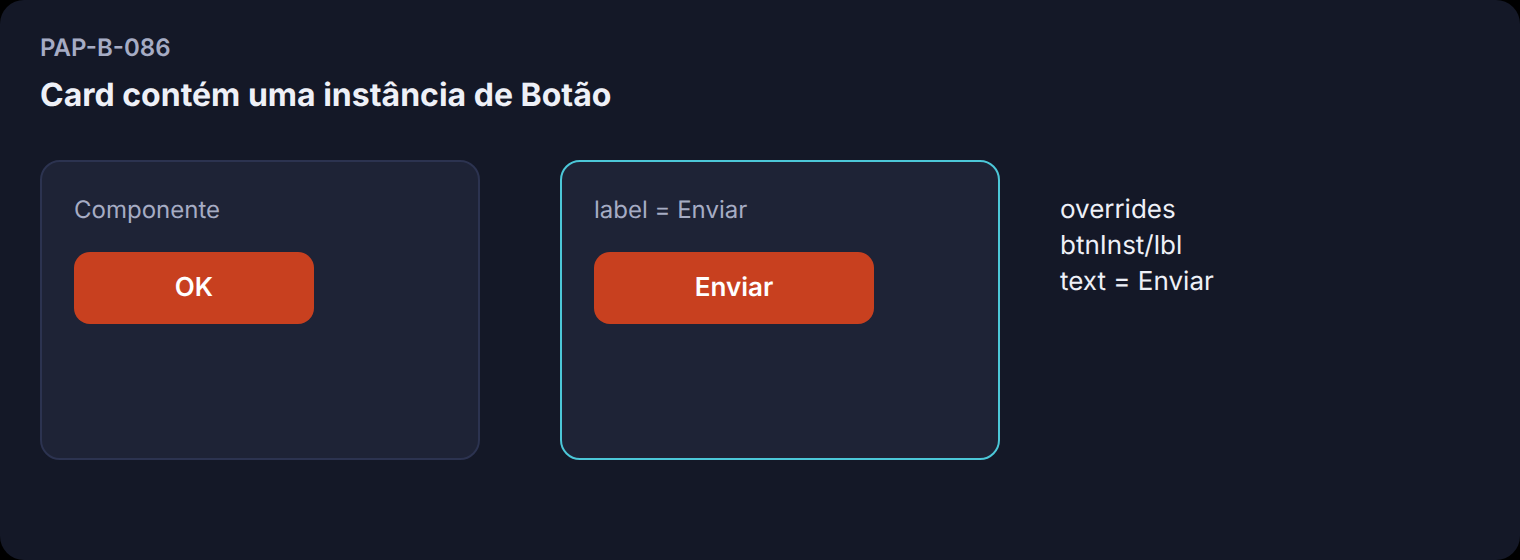 PAP-B-086
Card contém uma instância de Botão
Componente
OK
label = Enviar
Enviar
overrides
btnInst/lbl
text = Enviar